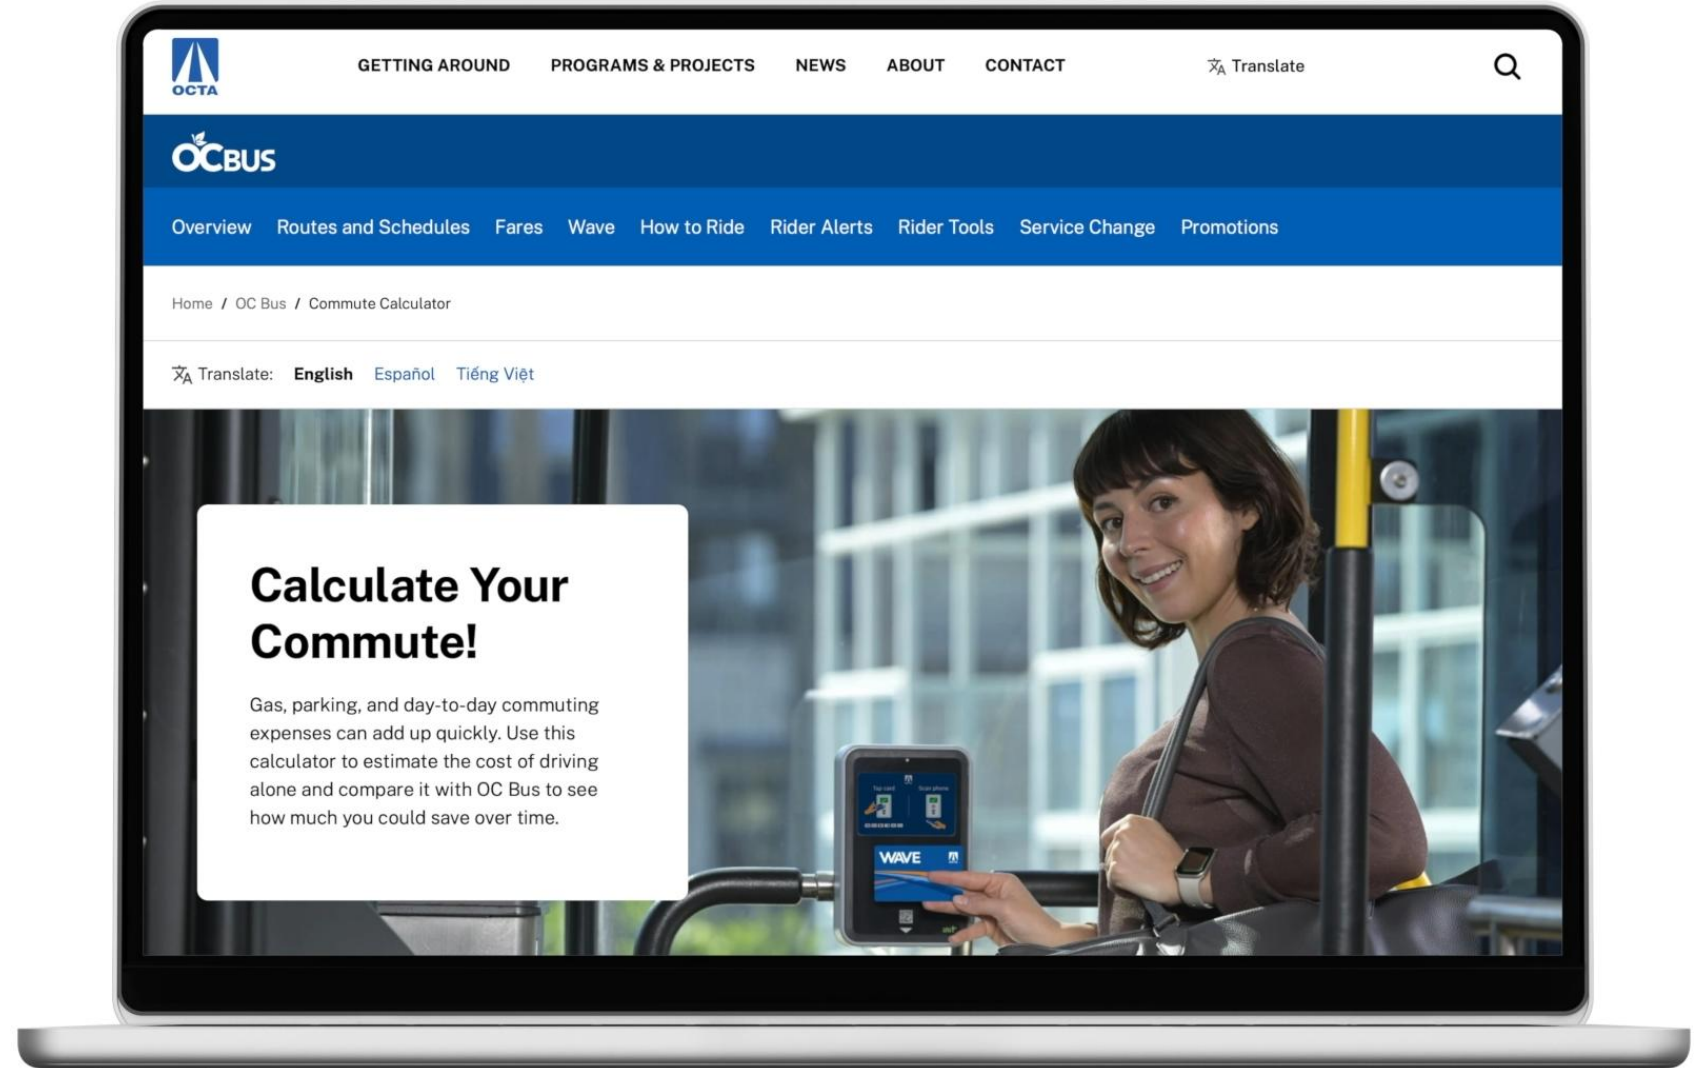 OCTA
GETTING AROUND PROGRAMS & PROJECTS NEWS ABOUT CONTACT Translate
OCBUS
Overview Routes and Schedules Fares Wave How to Ride Rider Alerts Rider Tools Service Change Promotions
Home / OC Bus / Commute Calculator
Translate: English Español Tiếng Việt
Calculate Your
Commute!
Gas, parking, and day-to-day commuting
expenses can add up quickly. Use this
calculator to estimate the cost of driving
alone and compare it with OC Bus to see
how much you could save over time.
Tap card Scan phone
WAVE